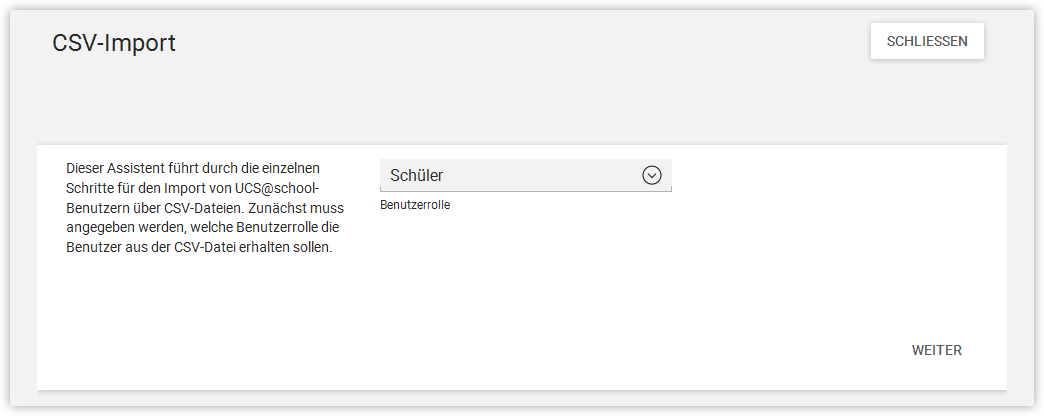 CSV-Import
SCHLIESSEN
Dieser Assistent führt durch die einzelnen
Schritte für den Import von UCS@school-
Benutzern über CSV-Dateien. Zunächst muss
angegeben werden, welche Benutzerrolle die
Benutzer aus der CSV-Datei erhalten sollen.
Schüler
Benutzerrolle
WEITER